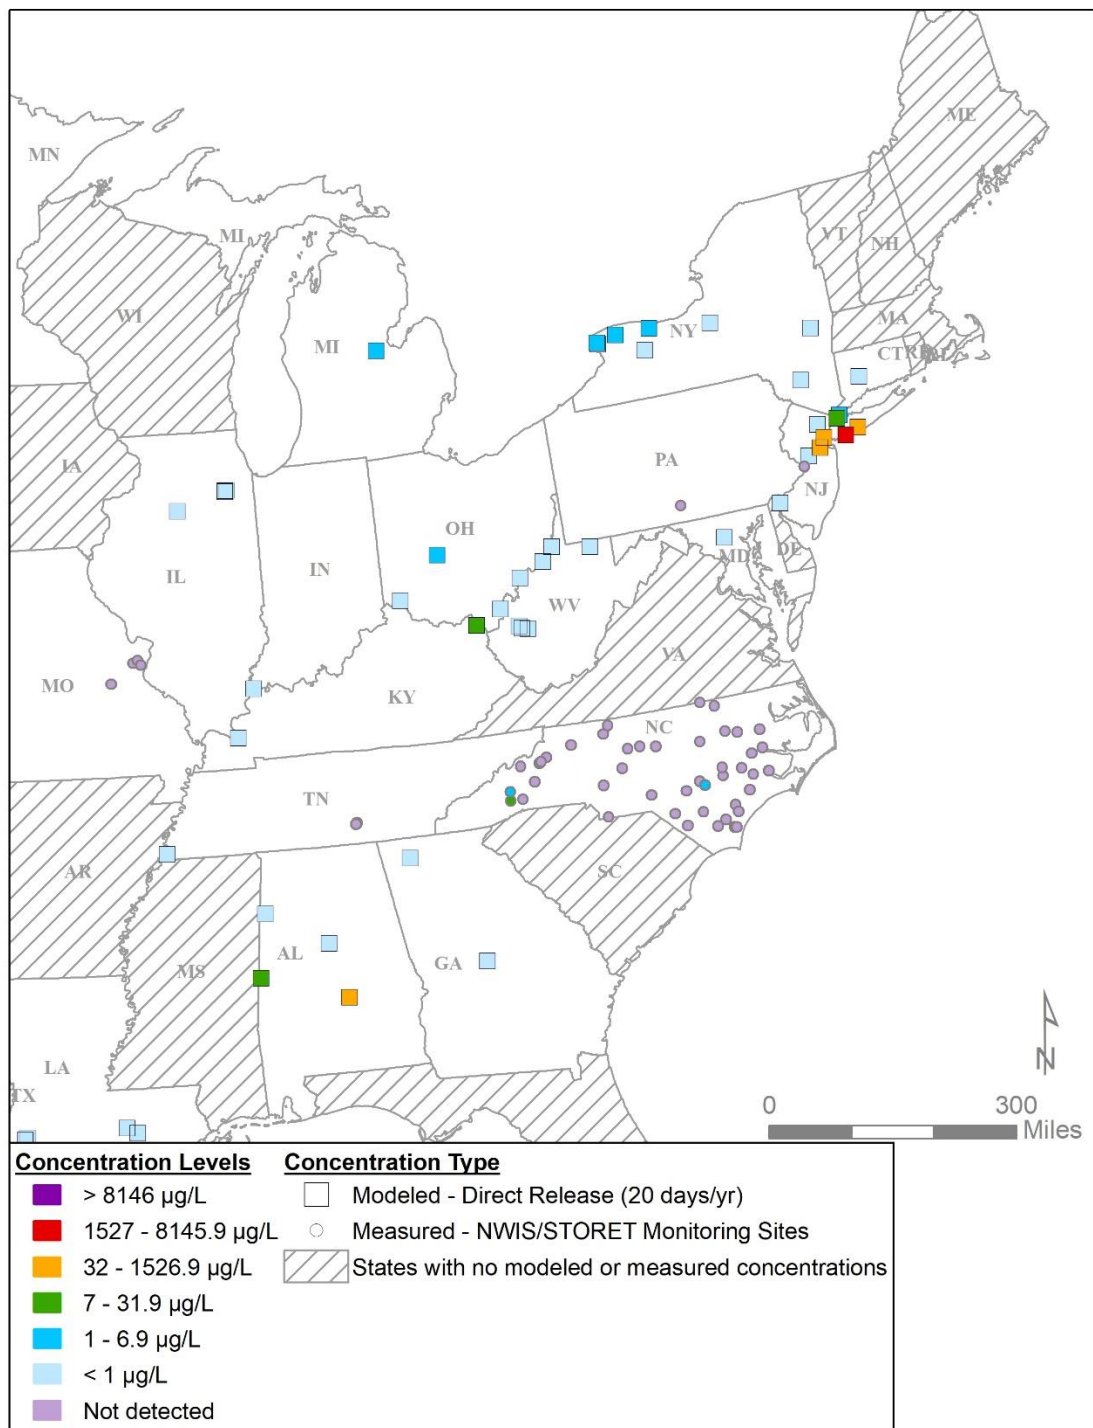 ME
MN
VT
NH
MI
WI
MI
NY
MA
CT
RI
IA
PA
NJ
OH
IL
IN
MD
DE
WV
VA
MO
KY
NC
TN
AR
SC
MS
AL
GA
LA
TX
N
0 300
Miles
Concentration Levels
> 8146 µg/L
1527 - 8145.9 µg/L
32 - 1526.9 µg/L
7 - 31.9 µg/L
1 - 6.9 µg/L
< 1 µg/L
Not detected
Concentration Type
Modeled - Direct Release (20 days/yr)
Measured - NWIS/STORET Monitoring Sites
States with no modeled or measured concentrations